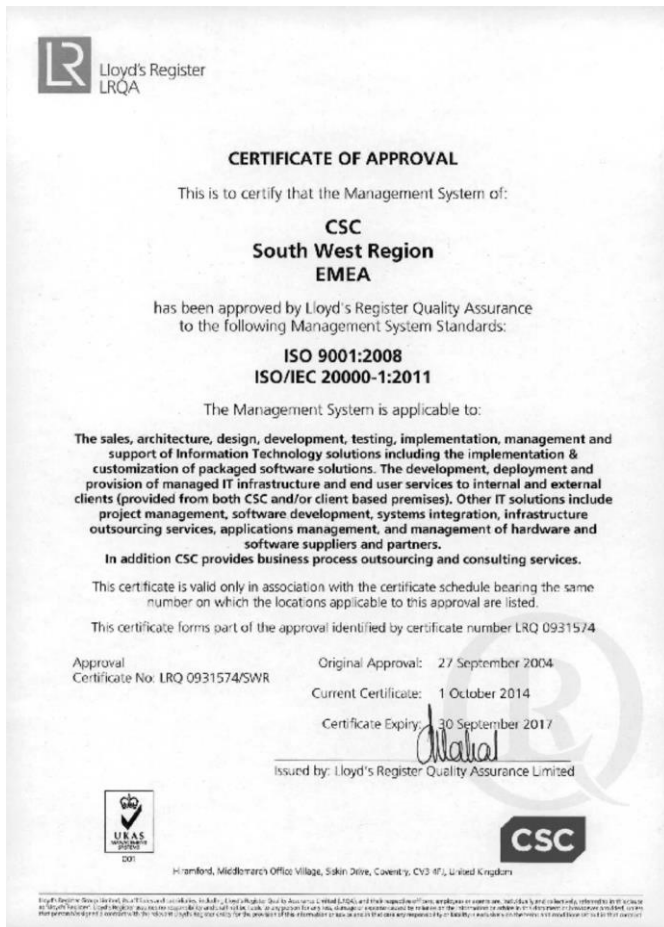 LR
Lloyd's Register
LRQA
CERTIFICATE OF APPROVAL
This is to certify that the Management System of:
CSC
South West Region
EMEA
has been approved by Lloyd's Register Quality Assurance
to the following Management System Standards:
ISO 9001:2008
ISO/IEC 20000-1:2011
The Management System is applicable to:
The sales, architecture, design, development, testing, implementation, management and
support of Information Technology solutions including the implementation &
customization of packaged software solutions. The development, deployment and
provision of managed IT infrastructure and end user services to internal and external
clients (provided from both CSC and/or client based premises). Other IT solutions include
project management, software development, systems integration, infrastructure
outsourcing services, applications management, and management of hardware and
software suppliers and partners.
In addition CSC provides business process outsourcing and consulting services.
This certificate is valid only in association with the certificate schedule bearing the same
number on which the locations applicable to this approval are listed.
This certificate forms part of the approval identified by certificate number LRQ 0931574
Approval
Certificate No: LRQ 0931574/SWR
Original Approval: 27 September 2004
Current Certificate: 1 October 2014
Certificate Expiry: 30 September 2017
Issued by: Lloyd's Register Quality Assurance Limited
UKAS
MANAGEMENT
SYSTEMS
001
CSC
Hiramford, Middlemarch Office Village, Siskin Drive, Coventry, CV3 4FJ, United Kingdom